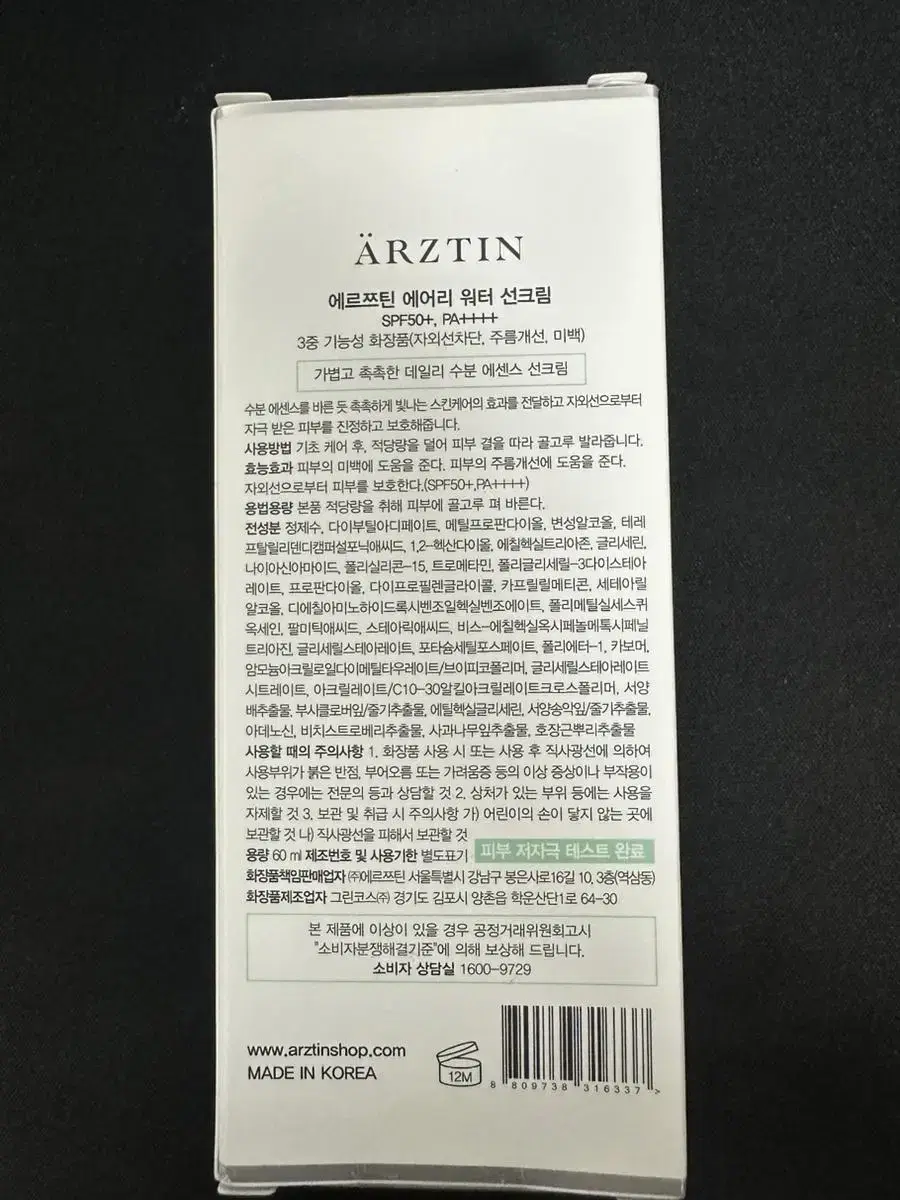 ÄRZTIN
에르쯔틴 에어리 워터 선크림
SPF50+, PA++++
3중 기능성 화장품(자외선차단, 주름개선, 미백)
가볍고 촉촉한 데일리 수분 에센스 선크림
수분 에센스를 바른 듯 촉촉하게 빛나는 스킨케어의 효과를 전달하고 자외선으로부터
자극 받은 피부를 진정하고 보호해줍니다.
사용방법 기초 케어 후, 적당량을 덜어 피부 결을 따라 골고루 발라줍니다.
효능효과 피부의 미백에 도움을 준다. 피부의 주름개선에 도움을 준다.
자외선으로부터 피부를 보호한다.(SPF50+,PA++++)
용법용량 본품 적당량을 취해 피부에 골고루 펴 바른다.
전성분 정제수, 다이부틸아디페이트, 메틸프로판다이올, 변성알코올, 테레
프탈릴리덴디캠퍼설포닉애씨드, 1,2-헥산다이올, 에칠헥실트리아존, 글리세린,
나이아신아마이드, 폴리실리콘-15, 트로메타민, 폴리글리세릴-3다이스테아
레이트, 프로판다이올, 다이프로필렌글라이콜, 카프릴릴메티콘, 세테아릴
알코올, 디에칠아미노하이드록시벤조일헥실벤조에이트, 폴리메틸실세스퀴
옥세인, 팔미틱애씨드, 스테아릭애씨드, 비스-에칠헥실옥시페놀메톡시페닐
트리아진, 글리세릴스테아레이트, 포타슘세틸포스페이트, 폴리에터-1, 카보머,
암모늄아크릴로일다이메틸타우레이트/브이피코폴리머, 글리세릴스테아레이트
시트레이트, 아크릴레이트/C10-30알킬아크릴레이트크로스폴리머, 서양
배추출물, 부시클로버잎/줄기추출물, 에틸헥실글리세린, 서양송악잎/줄기추출물,
아데노신, 비치스트로베리추출물, 사과나무잎추출물, 호장근뿌리추출물
사용할 때의 주의사항 1. 화장품 사용 시 또는 사용 후 직사광선에 의하여
사용부위가 붉은 반점, 부어오름 또는 가려움증 등의 이상 증상이나 부작용이
있는 경우에는 전문의 등과 상담할 것 2. 상처가 있는 부위 등에는 사용을
자제할 것 3. 보관 및 취급 시 주의사항 가) 어린이의 손이 닿지 않는 곳에
보관할 것 나) 직사광선을 피해서 보관할 것
용량 60 ml 제조번호 및 사용기한 별도표기 피부 저자극 테스트 완료
화장품책임판매업자 ㈜에르쯔틴 서울특별시 강남구 봉은사로16길 10, 3층(역삼동)
화장품제조업자 그린코스㈜ 경기도 김포시 양촌읍 학운산단1로 64-30
본 제품에 이상이 있을 경우 공정거래위원회고시
"소비자분쟁해결기준"에 의해 보상해 드립니다.
소비자 상담실 1600-9729
www.arztinshop.com
MADE IN KOREA
12M
8 809738 316337 >